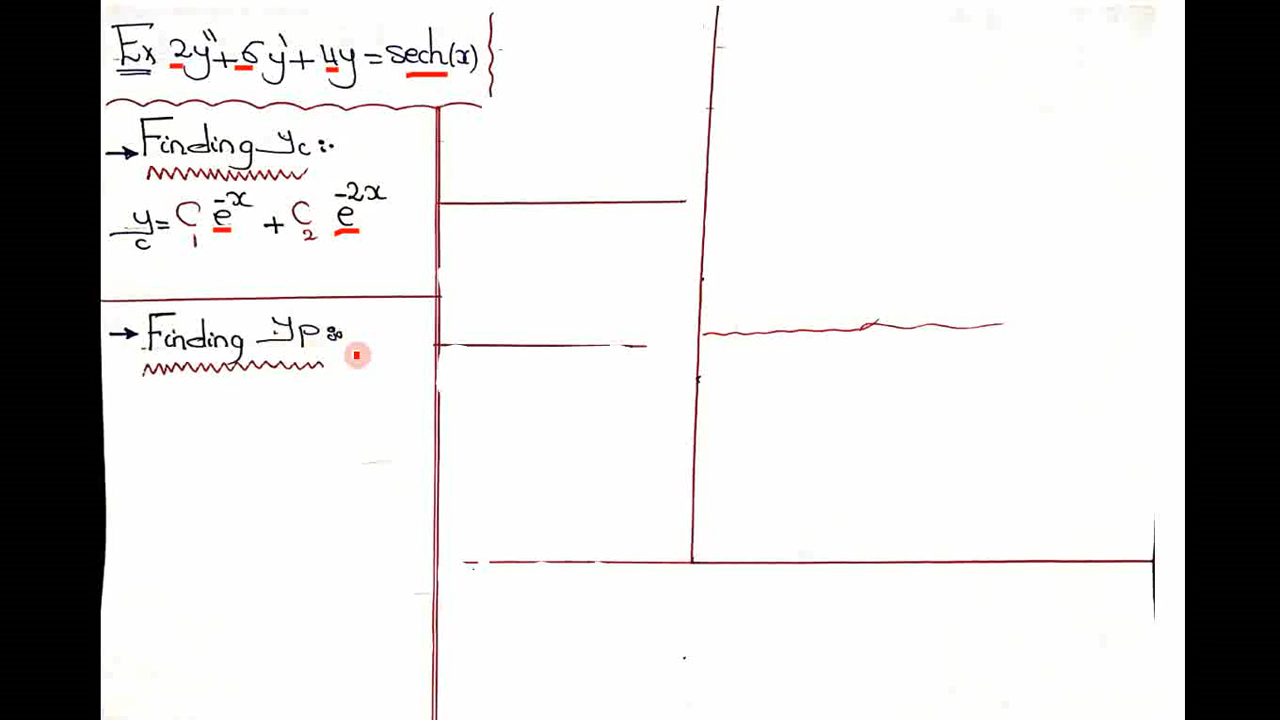 Ex 2y''+6y'+4y=sech(x)
→Finding yc:.
yc=C1 e^-x + C2 e^-2x
→Finding yp:.